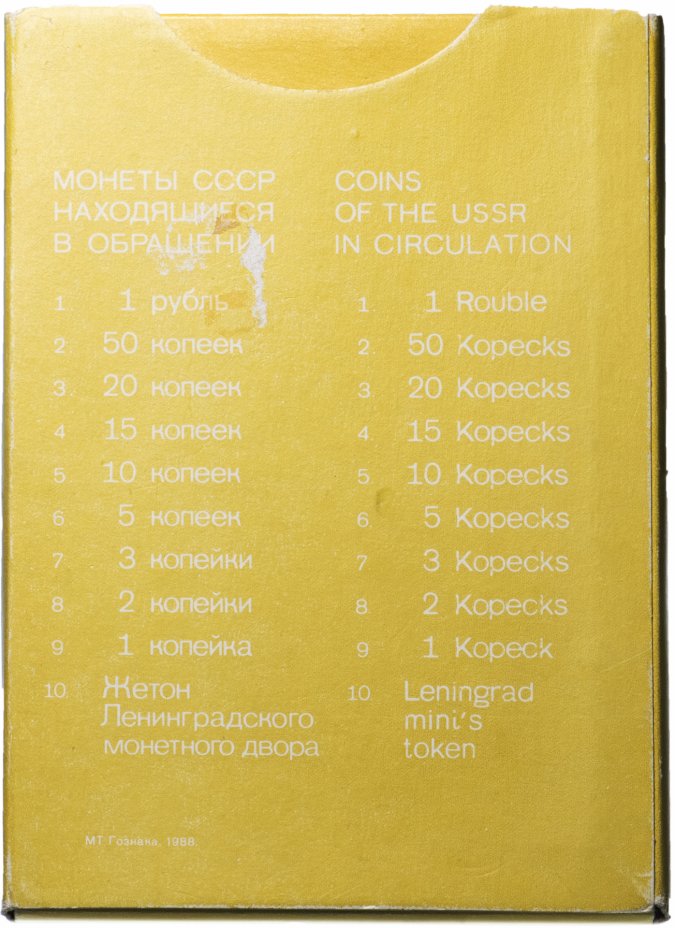 МОНЕТЫ СССР
НАХОДЯЩИЕСЯ
В ОБРАЩЕНИИ
1. 1 рубль
2. 50 копеек
3. 20 копеек
4 15 копеек
5. 10 копеек
6. 5 копеек
7 3 копейки
8 2 копейки
9 1 копейка
10. Жетон
Ленинградского
монетного двора
COINS
OF THE USSR
IN CIRCULATION
1. 1 Rouble
2. 50 Kopecks
3. 20 Kopecks
4. 15 Kopecks
5. 10 Kopecks
6. 5 Kopecks
7 3 Kopecks
8. 2 Kopecks
9 1 Kopeck
10 Leningrad
mini's
token
МТ Гознака. 1988.